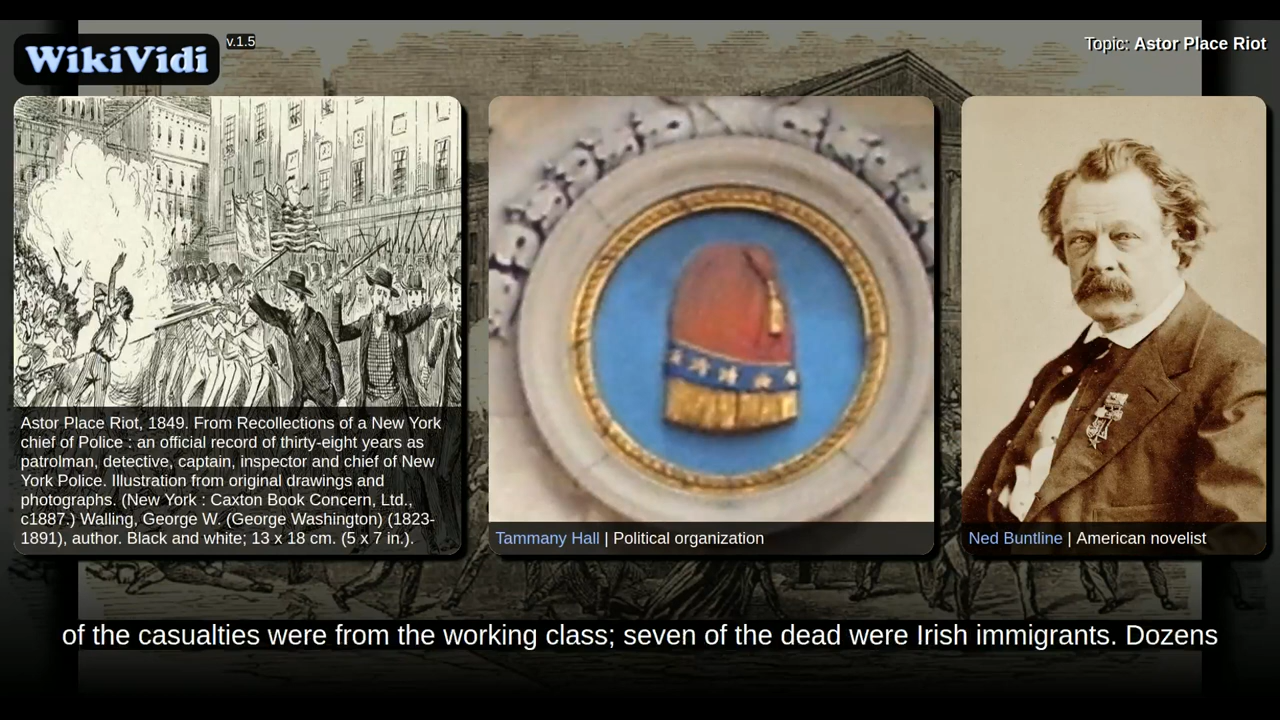 WikiVidi
v.1.5
Topic: Astor Place Riot
Astor Place Riot, 1849. From Recollections of a New York
chief of Police : an official record of thirty-eight years as
patrolman, detective, captain, inspector and chief of New
York Police. Illustration from original drawings and
photographs. (New York : Caxton Book Concern, Ltd.,
c1887.) Walling, George W. (George Washington) (1823-
1891), author. Black and white; 13 x 18 cm. (5 x 7 in.).
Tammany Hall | Political organization
Ned Buntline | American novelist
of the casualties were from the working class; seven of the dead were Irish immigrants. Dozens